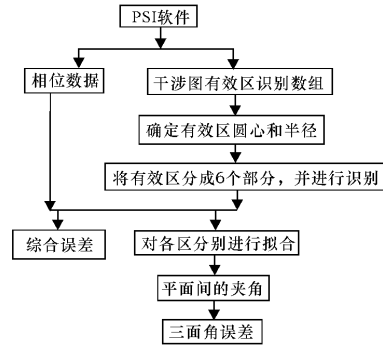 PSI软件
相位数据
干涉图有效区识别数组
确定有效区圆心和半径
将有效区分成6个部分，并进行识别
综合误差
对各区分别进行拟合
平面间的夹角
三面角误差